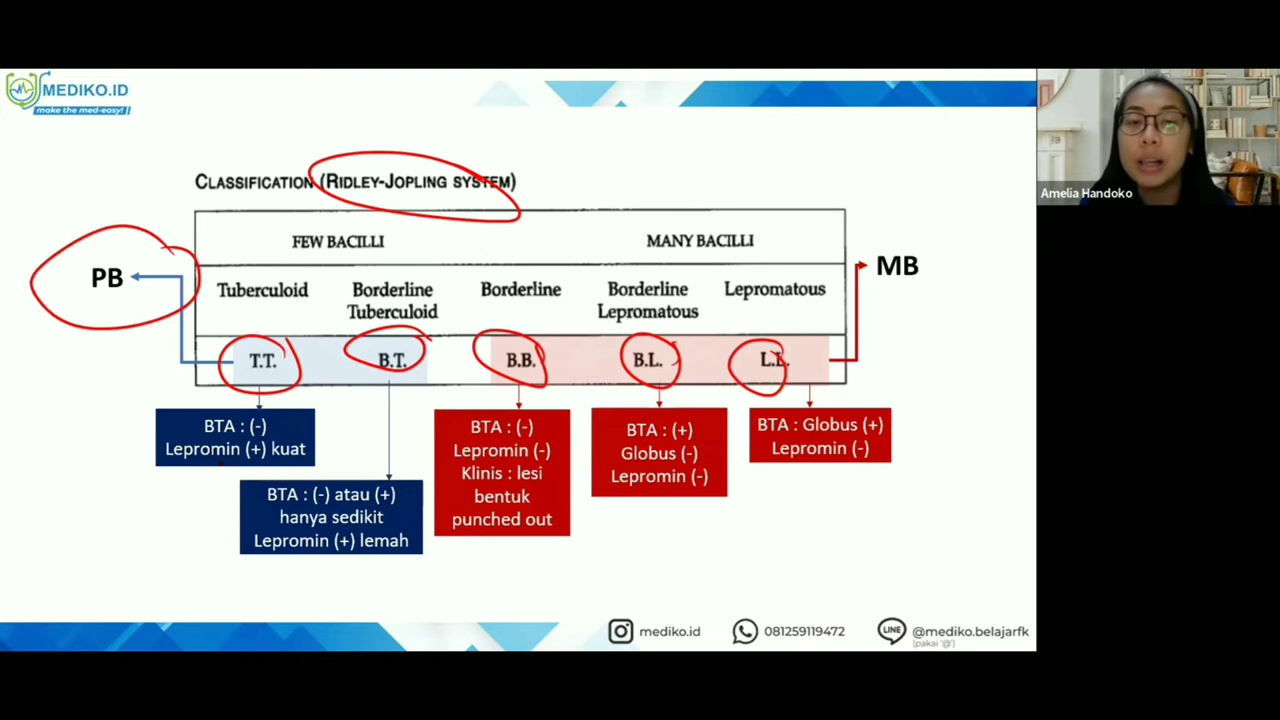 MEDIKO.ID
make the med-easy!
Amelia Handoko
CLASSIFICATION (RIDLEY-JOPLING SYSTEM)
FEW BACILLI
MANY BACILLI
PB
MB
Tuberculoid
Borderline
Tuberculoid
Borderline
Borderline
Lepromatous
Lepromatous
T.T.
B.T.
B.B.
B.L.
L.L.
BTA : (-)
Lepromin (+) kuat
BTA : (-) atau (+)
hanya sedikit
Lepromin (+) lemah
BTA : (-)
Lepromin (-)
Klinis : lesi
bentuk
punched out
BTA : (+)
Globus (-)
Lepromin (-)
BTA : Globus (+)
Lepromin (-)
mediko.id
081259119472
LINE
@mediko.belajarfk
(pakai '@')